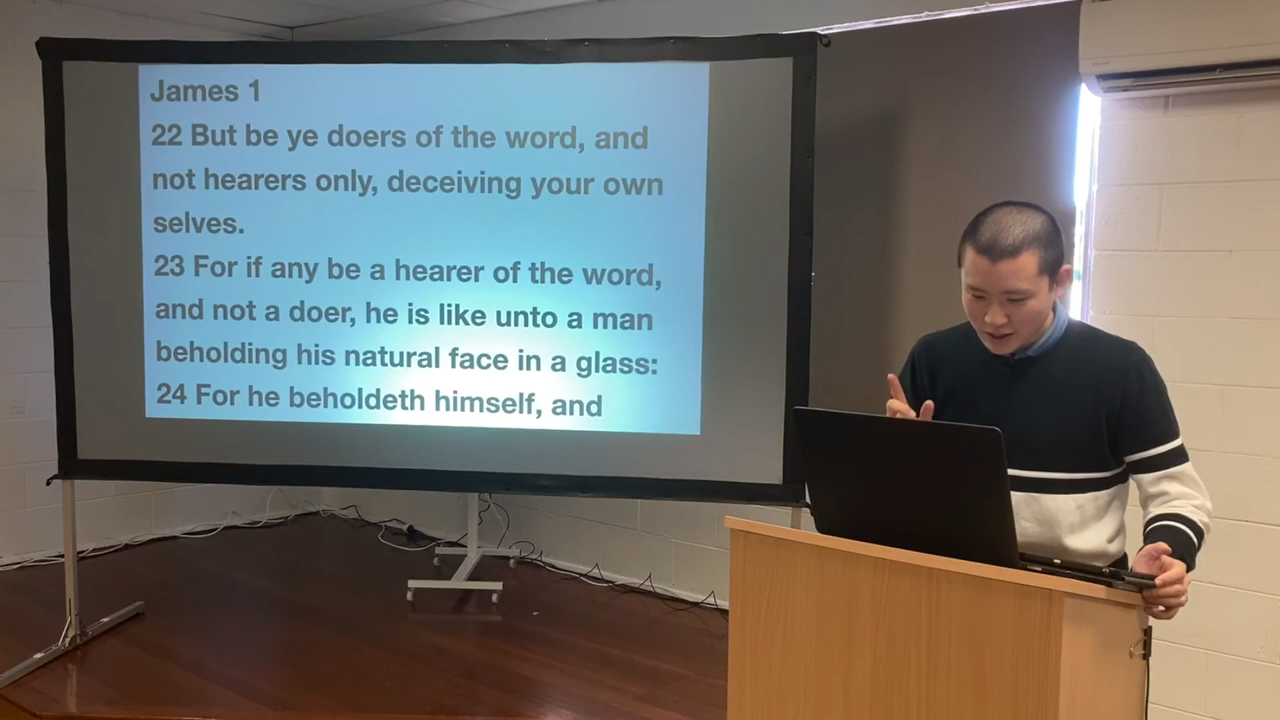 James 1
22 But be ye doers of the word, and
not hearers only, deceiving your own
selves.
23 For if any be a hearer of the word,
and not a doer, he is like unto a man
beholding his natural face in a glass:
24 For he beholdeth himself, and